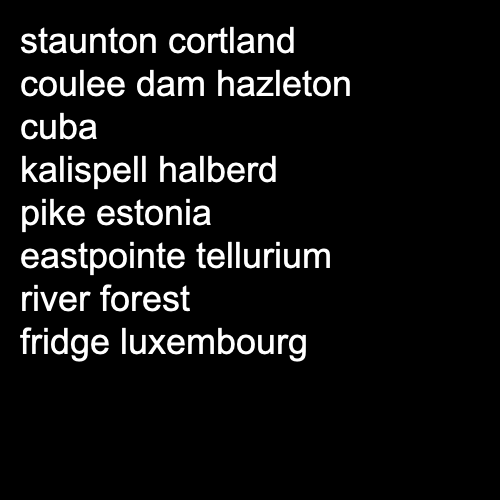 staunton cortland
coulee dam hazleton
cuba
kalispell halberd
pike estonia
eastpointe tellurium
river forest
fridge luxembourg